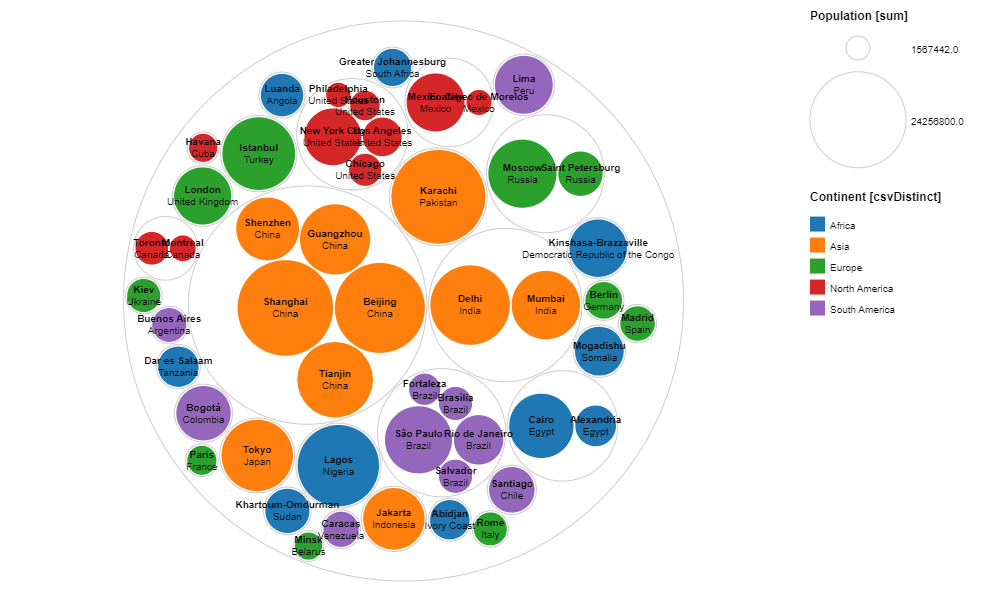 Population [sum]
1567442.0
24256800.0
Continent [csvDistinct]
Africa
Asia
Europe
North America
South America
Greater Johannesburg
South Africa
Luanda
Angola
Philadelphia
United States
Houston
United States
New York City
United States
Los Angeles
United States
Chicago
United States
Mexico City
Mexico
Ecatepec de Morelos
Mexico
Lima
Peru
Havana
Cuba
Istanbul
Turkey
London
United Kingdom
Karachi
Pakistan
Moscow
Russia
Saint Petersburg
Russia
Toronto
Canada
Montreal
Canada
Shenzhen
China
Guangzhou
China
Shanghai
China
Beijing
China
Tianjin
China
Kinshasa-Brazzaville
Democratic Republic of the Congo
Delhi
India
Mumbai
India
Berlin
Germany
Madrid
Spain
Kiev
Ukraine
Buenos Aires
Argentina
Dar es Salaam
Tanzania
Mogadishu
Somalia
Bogotá
Colombia
Fortaleza
Brazil
Brasília
Brazil
São Paulo
Brazil
Rio de Janeiro
Brazil
Salvador
Brazil
Cairo
Egypt
Alexandria
Egypt
Paris
France
Tokyo
Japan
Lagos
Nigeria
Santiago
Chile
Khartoum-Omdurman
Sudan
Caracas
Venezuela
Jakarta
Indonesia
Abidjan
Ivory Coast
Rome
Italy
Minsk
Belarus